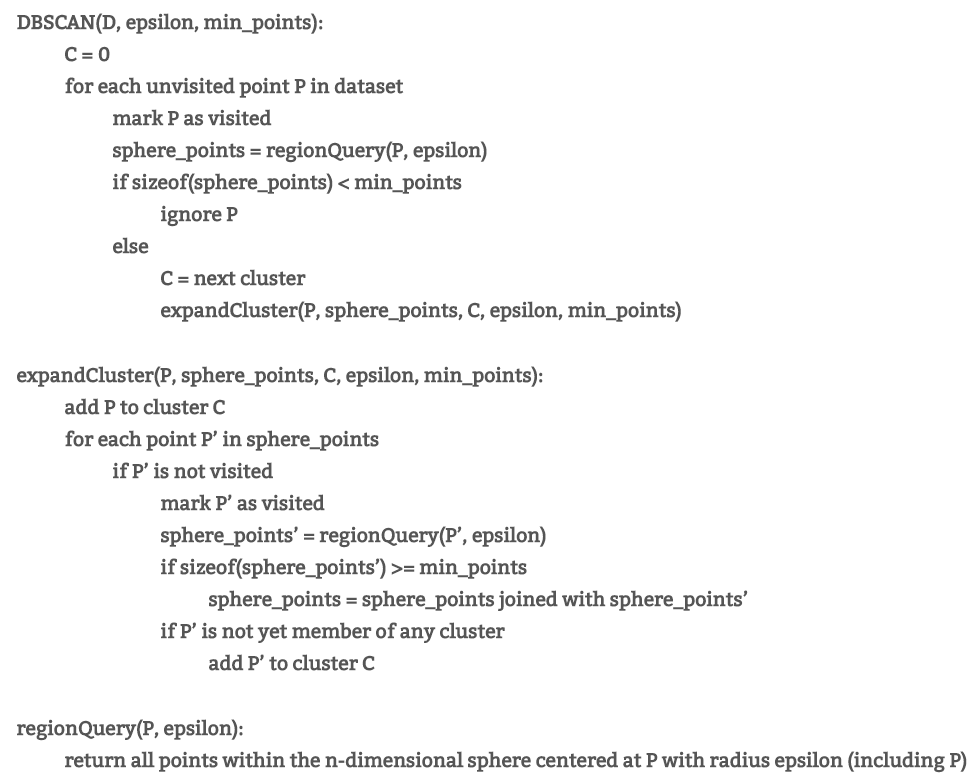 DBSCAN(D, epsilon, min_points):
C = 0
for each unvisited point P in dataset
mark P as visited
sphere_points = regionQuery(P, epsilon)
if sizeof(sphere_points) < min_points
ignore P
else
C = next cluster
expandCluster(P, sphere_points, C, epsilon, min_points)
expandCluster(P, sphere_points, C, epsilon, min_points):
add P to cluster C
for each point P’ in sphere_points
if P’ is not visited
mark P’ as visited
sphere_points’ = regionQuery(P’, epsilon)
if sizeof(sphere_points’) >= min_points
sphere_points = sphere_points joined with sphere_points’
if P’ is not yet member of any cluster
add P’ to cluster C
regionQuery(P, epsilon):
return all points within the n-dimensional sphere centered at P with radius epsilon (including P)